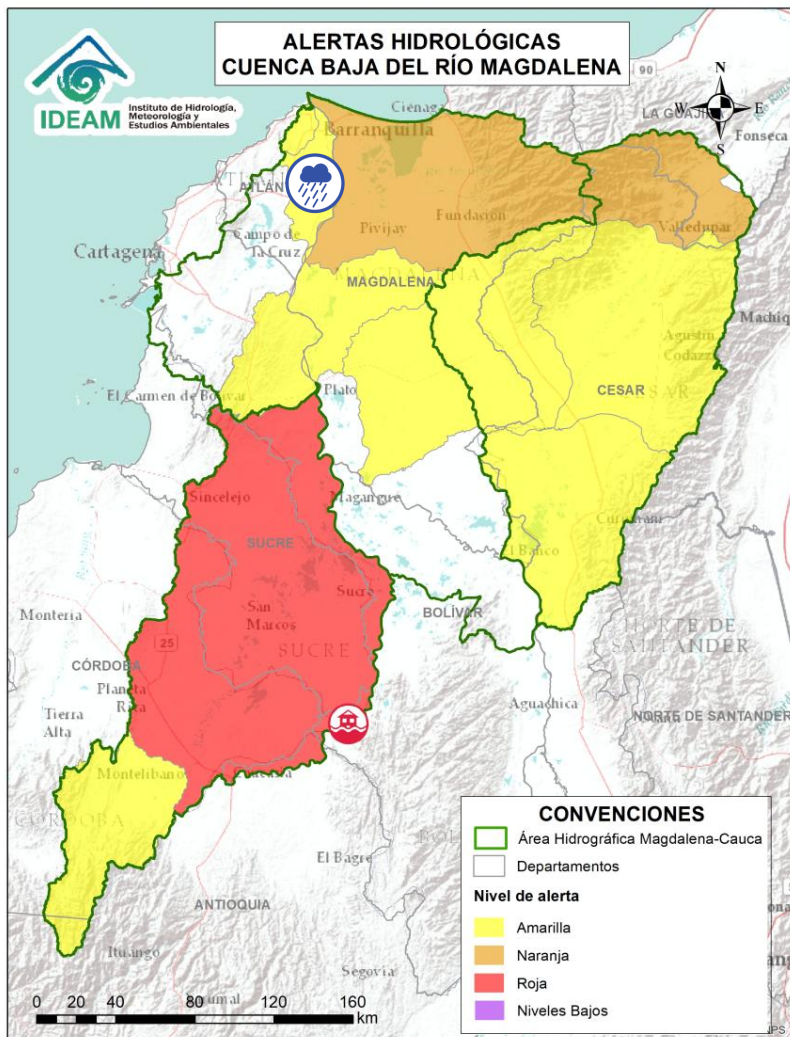 ALERTAS HIDROLÓGICAS
CUENCA BAJA DEL RÍO MAGDALENA
IDEAM
Instituto de Hidrología,
Meteorología y
Estudios Ambientales
N
W E
S
90
Ciénaga
LA GUAJIRA
Barranquilla
Fonseca
Pivijay
Fundación
Valledupar
Campo de
la Cruz
Cartagena
MAGDALENA
MAGDALENA
Machiq
Agustín
Codazzi
El Carmen de Bolívar
Plato
CESAR
Sincelejo
Magangué
SUCRE
El Banco
Sucre
San
Marcos
BOLÍVAR
Montería
SUCRE
NORTE DE
SANTANDER
25
CÓRDOBA
Planeta
Rica
Tierra
Alta
Aguachica
NORTE DE SANTANDER
Montelíbano
CÓRDOBA
El Bagre
ANTIOQUIA
Ituango
Segovia
CONVENCIONES
Área Hidrográfica Magdalena-Cauca
Departamentos
Nivel de alerta
Amarilla
Naranja
Roja
Niveles Bajos
0 20 40 80 120 160
km